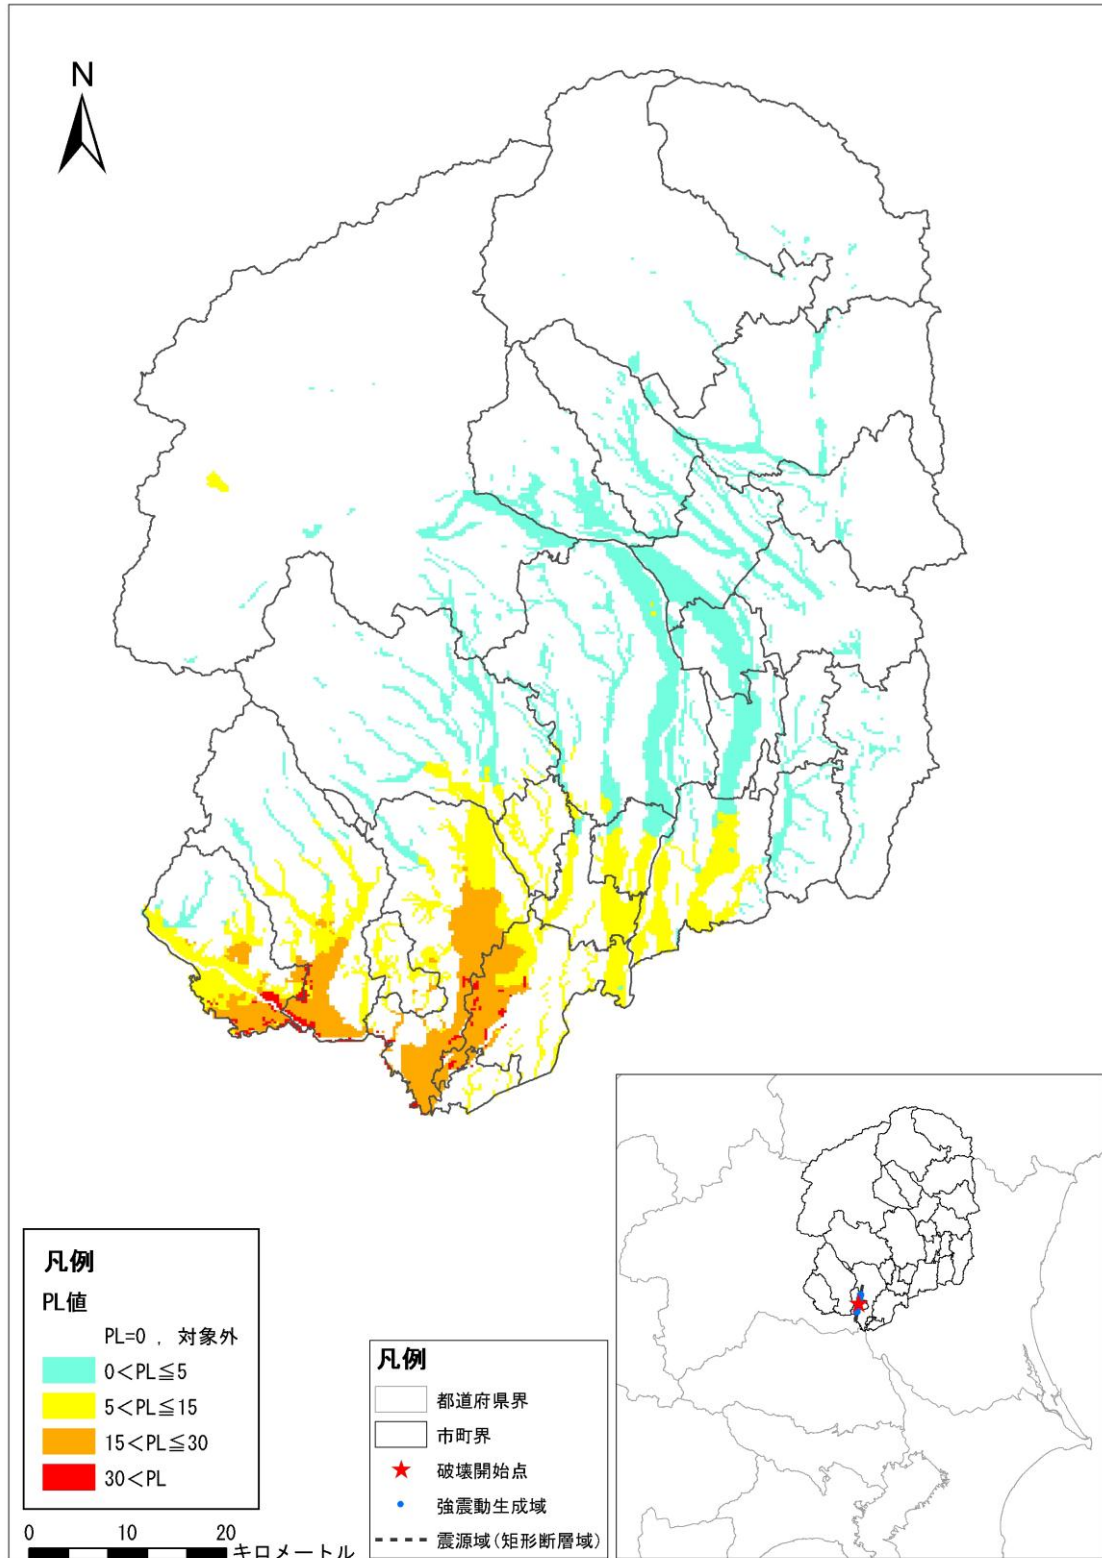 N
凡例
PL値
PL=0 , 対象外
0<PL≦5
5<PL≦15
15<PL≦30
30<PL
0 10 20
キロメートル
凡例
都道府県界
市町界
破壊開始点
強震動生成域
震源域(矩形断層域)